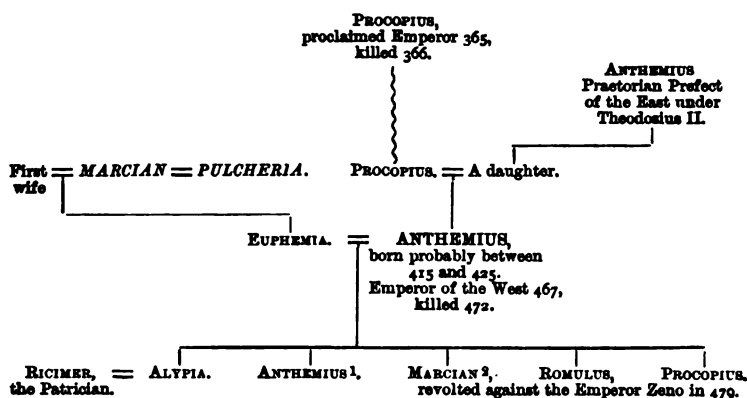 PROCOPIUS,
proclaimed Emperor 365,
killed 366.
ANTHEMIUS
Praetorian Prefect
of the East under
Theodosius II.
First = MARCIAN = PULCHERIA.
wife
PROCOPIUS. = A daughter.
EUPHEMIA. = ANTHEMIUS,
born probably between
415 and 425.
Emperor of the West 467,
killed 472.
RICIMER, = ALYPIA. ANTHEMIUS¹. MARCIAN², ROMULUS, PROCOPIUS.
the Patrician. revolted against the Emperor Zeno in 479.